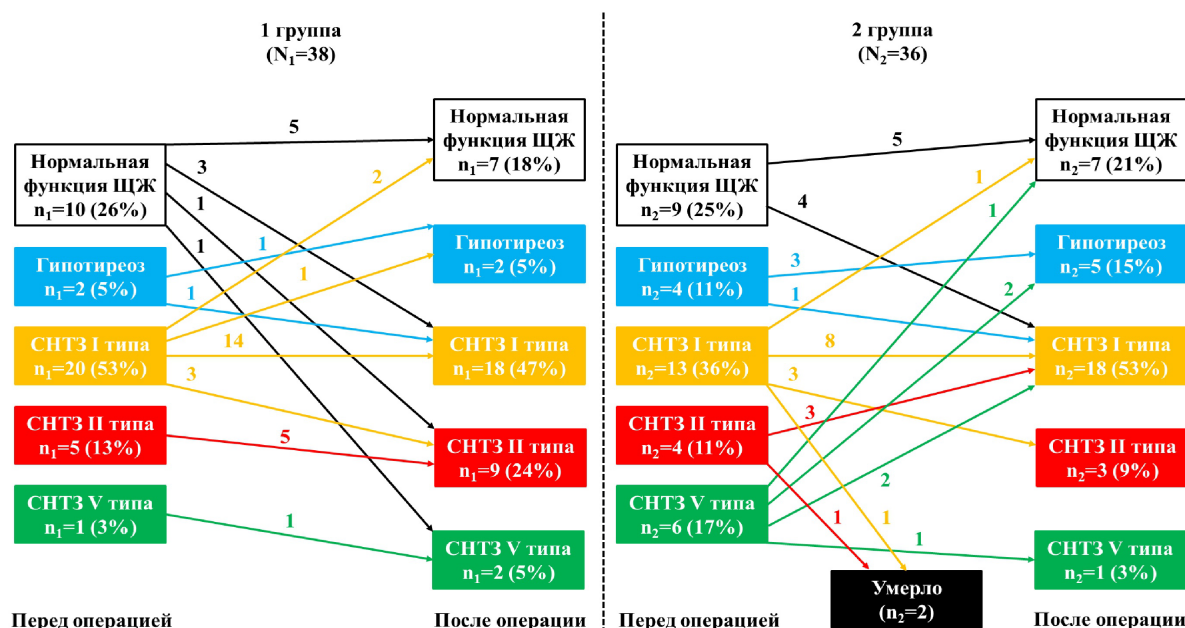 1 группа
(N₁=38)
Нормальная
функция ЩЖ
n₁=10 (26%)
Гипотиреоз
n₁=2 (5%)
СНТЗ I типа
n₁=20 (53%)
СНТЗ II типа
n₁=5 (13%)
СНТЗ V типа
n₁=1 (3%)
Перед операцией
5
3
1
1
2
1
1
1
14
3
5
1
Нормальная
функция ЩЖ
n₁=7 (18%)
Гипотиреоз
n₁=2 (5%)
СНТЗ I типа
n₁=18 (47%)
СНТЗ II типа
n₁=9 (24%)
СНТЗ V типа
n₁=2 (5%)
После операции
2 группа
(N₂=36)
Нормальная
функция ЩЖ
n₂=9 (25%)
Гипотиреоз
n₂=4 (11%)
СНТЗ I типа
n₂=13 (36%)
СНТЗ II типа
n₂=4 (11%)
СНТЗ V типа
n₂=6 (17%)
Перед операцией
5
4
1
1
3
1
2
8
3
3
2
1
1
1
Нормальная
функция ЩЖ
n₂=7 (21%)
Гипотиреоз
n₂=5 (15%)
СНТЗ I типа
n₂=18 (53%)
СНТЗ II типа
n₂=3 (9%)
СНТЗ V типа
n₂=1 (3%)
Умерло
(n₂=2)
После операции